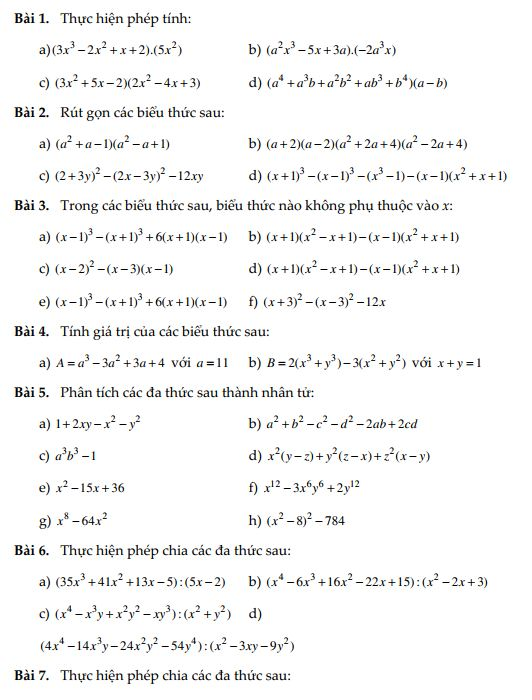 Bài 1. Thực hiện phép tính:
a)(3x³ − 2x² + x + 2).(5x²) b) (a²x³ − 5x + 3a).(−2a³x)
c) (3x² + 5x − 2)(2x² − 4x + 3) d) (a⁴ + a³b + a²b² + ab³ + b⁴)(a − b)
Bài 2. Rút gọn các biểu thức sau:
a) (a² + a − 1)(a² − a + 1) b) (a + 2)(a − 2)(a² + 2a + 4)(a² − 2a + 4)
c) (2 + 3y)² − (2x − 3y)² − 12xy d) (x + 1)³ − (x − 1)³ − (x³ − 1) − (x − 1)(x² + x + 1)
Bài 3. Trong các biểu thức sau, biểu thức nào không phụ thuộc vào x:
a) (x − 1)³ − (x + 1)³ + 6(x + 1)(x − 1) b) (x + 1)(x² − x + 1) − (x − 1)(x² + x + 1)
c) (x − 2)² − (x − 3)(x − 1) d) (x + 1)(x² − x + 1) − (x − 1)(x² + x + 1)
e) (x − 1)³ − (x + 1)³ + 6(x + 1)(x − 1) f) (x + 3)² − (x − 3)² − 12x
Bài 4. Tính giá trị của các biểu thức sau:
a) A = a³ − 3a² + 3a + 4 với a = 11 b) B = 2(x³ + y³) − 3(x² + y²) với x + y = 1
Bài 5. Phân tích các đa thức sau thành nhân tử:
a) 1 + 2xy − x² − y² b) a² + b² − c² − d² − 2ab + 2cd
c) a³b³ − 1 d) x²(y − z) + y²(z − x) + z²(x − y)
e) x² − 15x + 36 f) x¹² − 3x⁶y⁶ + 2y¹²
g) x⁸ − 64x² h) (x² − 8)² − 784
Bài 6. Thực hiện phép chia các đa thức sau:
a) (35x³ + 41x² + 13x − 5) : (5x − 2) b) (x⁴ − 6x³ + 16x² − 22x + 15) : (x² − 2x + 3)
c) (x⁴ − x³y + x²y² − xy³) : (x² + y²) d)
(4x⁴ − 14x³y − 24x²y² − 54y⁴) : (x² − 3xy − 9y²)
Bài 7. Thực hiện phép chia các đa thức sau: